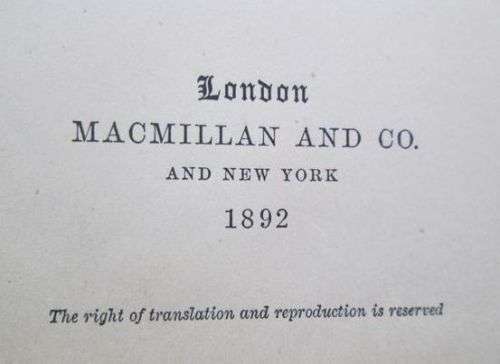 London
MACMILLAN AND CO.
AND NEW YORK
1892
The right of translation and reproduction is reserved